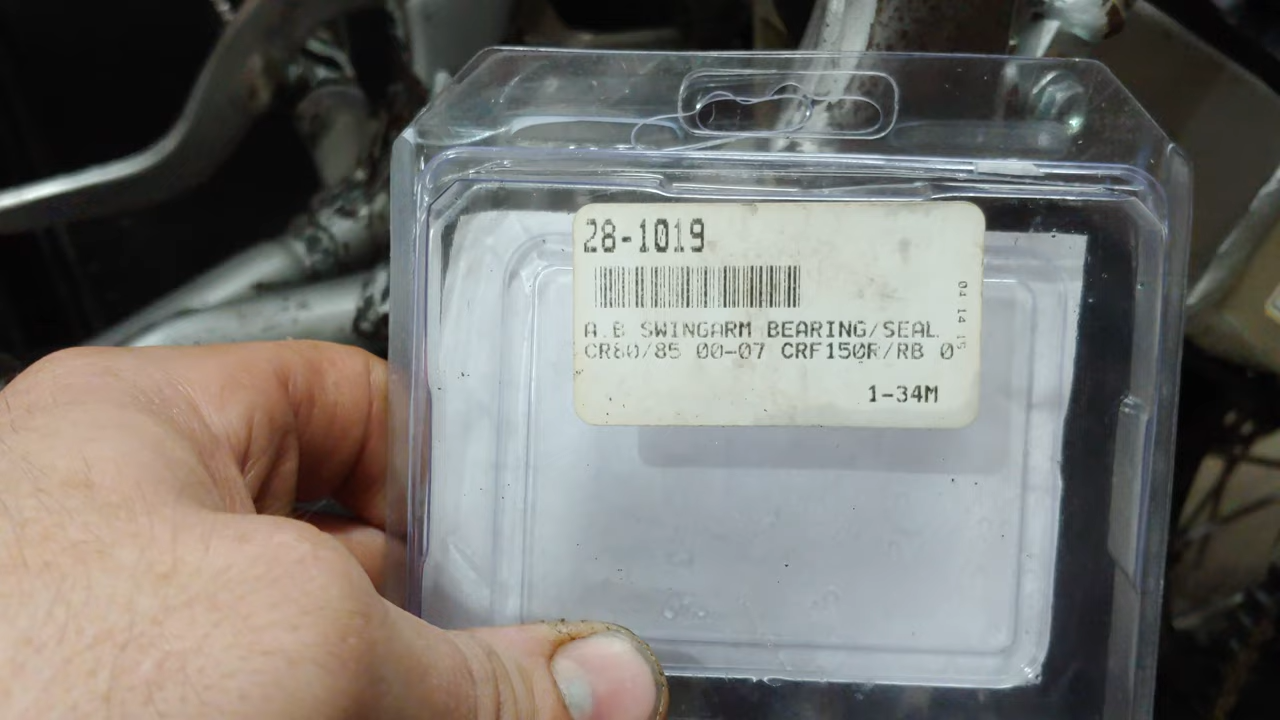 28-1019
04 14 15
A.B SWINGARM BEARING/SEAL
CR80/85 00-07 CRF150R/RB 0
1-34M